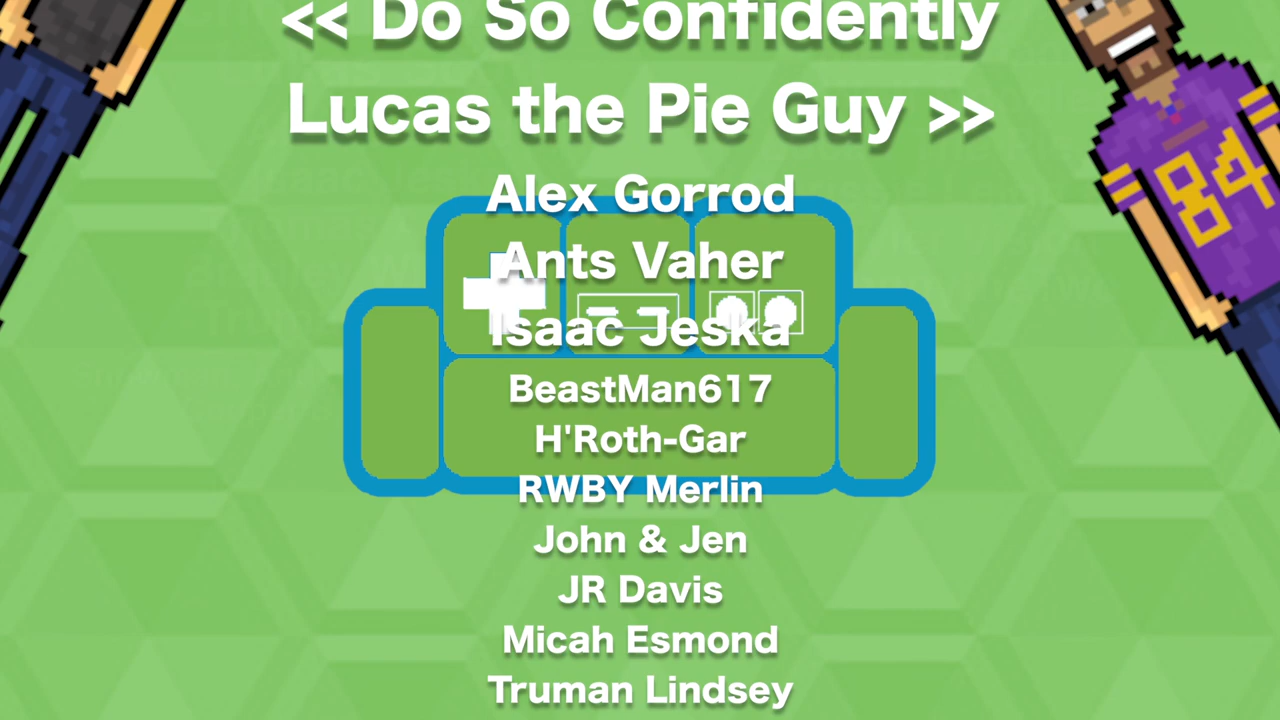 << Do So Confidently
Lucas the Pie Guy >>
Alex Gorrod
Ants Vaher
Isaac Jeska
BeastMan617
H'Roth-Gar
RWBY Merlin
John & Jen
JR Davis
Micah Esmond
Truman Lindsey
84